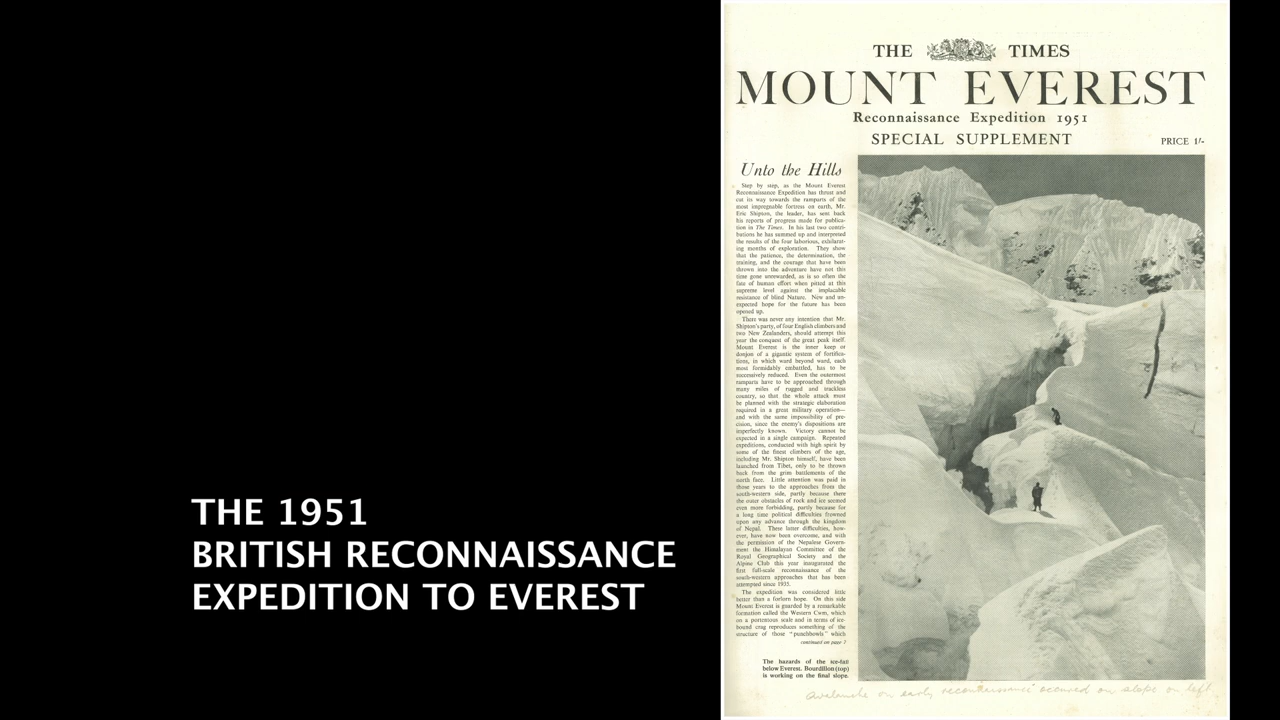 THE 1951
BRITISH RECONNAISSANCE
EXPEDITION TO EVEREST
THE TIMES
MOUNT EVEREST
Reconnaissance Expedition 1951
SPECIAL SUPPLEMENT
PRICE 1/-
Unto the Hills
Step by step, as the Mount Everest
Reconnaissance Expedition has thrust and
cut its way towards the ramparts of the
most impregnable fortress on earth, Mr.
Eric Shipton, the leader, has sent back
his reports of progress made for publica-
tion in The Times. In his last two contri-
butions he has summed up and interpreted
the results of the four laborious, exhilarat-
ing months of exploration. They show
that the patience, the determination, the
training, and the courage that have been
thrown into the adventure have not this
time gone unrewarded, as is so often the
fate of human effort when pitted at this
supreme level against the implacable
resistance of blind Nature. New and un-
expected hope for the future has been
opened up.
There was never any intention that Mr.
Shipton's party, of four English climbers and
two New Zealanders, should attempt this
year the conquest of the great peak itself.
Mount Everest is the inner keep or
donjon of a gigantic system of fortifica-
tions, in which ward beyond ward, each
most formidably embattled, has to be
successively reduced. Even the outermost
ramparts have to be approached through
many miles of rugged and trackless
country, so that the whole attack must
be planned with the strategic elaboration
required in a great military operation—
and with the same impossibility of pre-
cision, since the enemy's dispositions are
imperfectly known. Victory cannot be
expected in a single campaign. Repeated
expeditions, conducted with high spirit by
some of the finest climbers of the age,
including Mr. Shipton himself, have been
launched from Tibet, only to be thrown
back from the grim battlements of the
north face. Little attention was paid in
those years to the approaches from the
south-western side, partly because there
the outer obstacles of rock and ice seemed
even more forbidding, partly because for
a long time political difficulties frowned
upon any advance through the kingdom
of Nepal. These latter difficulties, how-
ever, have now been overcome, and with
the permission of the Nepalese Govern-
ment the Himalayan Committee of the
Royal Geographical Society and the
Alpine Club this year inaugurated the
first full-scale reconnaissance of the
south-western approaches that has been
attempted since 1935.
The expedition was considered little
better than a forlorn hope. On this side
Mount Everest is guarded by a remarkable
formation called the Western Cwm, which
on a portentous scale and in terms of ice-
bound crag reproduces something of the
structure of those "punchbowls" which
continued on page 2
The hazards of the ice-fall
below Everest. Bourdillon (top)
is working on the final slope.
Avalanche on early reconnaissance occurred on slope on left